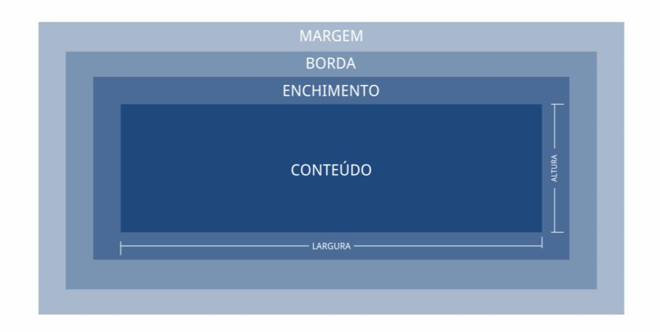 MARGEM
BORDA
ENCHIMENTO
CONTEÚDO
ALTURA
LARGURA